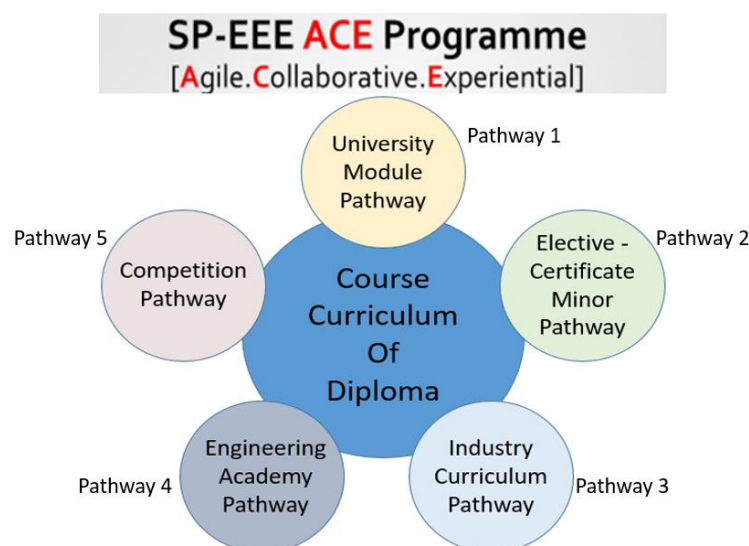 SP-EEE ACE Programme
[Agile.Collaborative.Experiential]
University
Module
Pathway
Pathway 1
Elective -
Certificate
Minor
Pathway
Pathway 2
Industry
Curriculum
Pathway
Pathway 3
Engineering
Academy
Pathway
Pathway 4
Competition
Pathway
Pathway 5
Course
Curriculum
Of
Diploma